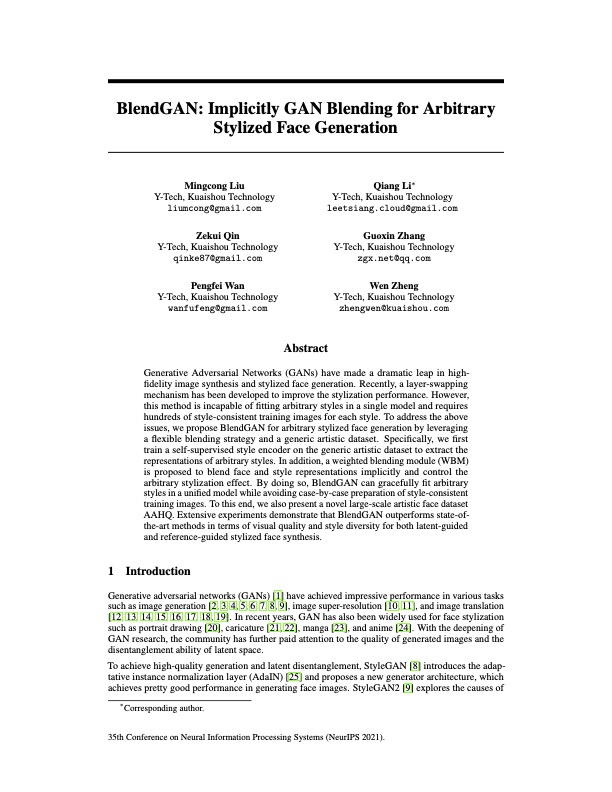 BlendGAN: Implicitly GAN Blending for Arbitrary
Stylized Face Generation
Mingcong Liu
Y-Tech, Kuaishou Technology
liumcong@gmail.com
Qiang Li*
Y-Tech, Kuaishou Technology
leetsiang.cloud@gmail.com
Zekui Qin
Y-Tech, Kuaishou Technology
qinke87@gmail.com
Guoxin Zhang
Y-Tech, Kuaishou Technology
zgx.net@qq.com
Pengfei Wan
Y-Tech, Kuaishou Technology
wanfufeng@gmail.com
Wen Zheng
Y-Tech, Kuaishou Technology
zhengwen@kuaishou.com
Abstract
Generative Adversarial Networks (GANs) have made a dramatic leap in high-
fidelity image synthesis and stylized face generation. Recently, a layer-swapping
mechanism has been developed to improve the stylization performance. However,
this method is incapable of fitting arbitrary styles in a single model and requires
hundreds of style-consistent training images for each style. To address the above
issues, we propose BlendGAN for arbitrary stylized face generation by leveraging
a flexible blending strategy and a generic artistic dataset. Specifically, we first
train a self-supervised style encoder on the generic artistic dataset to extract the
representations of arbitrary styles. In addition, a weighted blending module (WBM)
is proposed to blend face and style representations implicitly and control the
arbitrary stylization effect. By doing so, BlendGAN can gracefully fit arbitrary
styles in a unified model while avoiding case-by-case preparation of style-consistent
training images. To this end, we also present a novel large-scale artistic face dataset
AAHQ. Extensive experiments demonstrate that BlendGAN outperforms state-of-
the-art methods in terms of visual quality and style diversity for both latent-guided
and reference-guided stylized face synthesis.
1 Introduction
Generative adversarial networks (GANs) [1] have achieved impressive performance in various tasks
such as image generation [2, 3, 4, 5, 6, 7, 8, 9], image super-resolution [10, 11], and image translation
[12, 13, 14, 15, 16, 17, 18, 19]. In recent years, GAN has also been widely used for face stylization
such as portrait drawing [20], caricature [21, 22], manga [23], and anime [24]. With the deepening of
GAN research, the community has further paid attention to the quality of generated images and the
disentanglement ability of latent space.
To achieve high-quality generation and latent disentanglement, StyleGAN [8] introduces the adap-
tative instance normalization layer (AdaIN) [25] and proposes a new generator architecture, which
achieves pretty good performance in generating face images. StyleGAN2 [9] explores the causes of
*Corresponding author.
35th Conference on Neural Information Processing Systems (NeurIPS 2021).